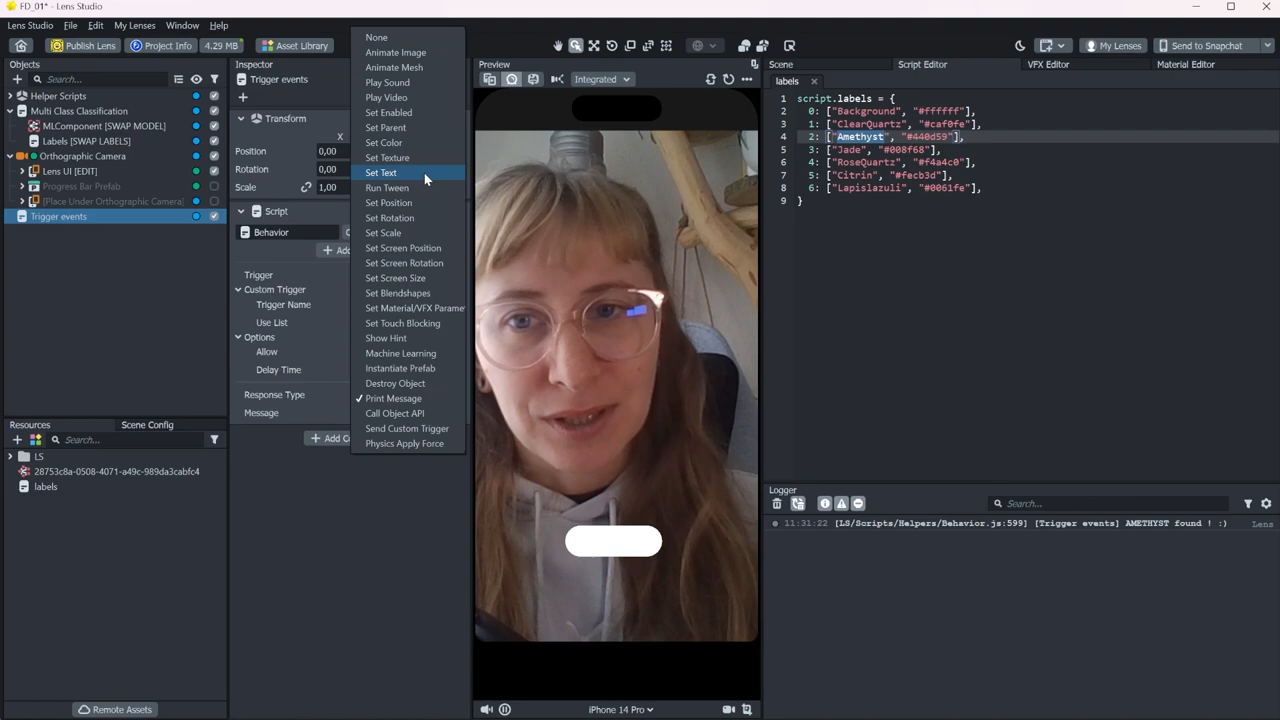 FD_01* - Lens Studio
Lens Studio File Edit My Lenses Window Help
Publish Lens Project Info 4.29 MB Asset Library My Lenses Send to Snapchat
Objects
Search...
Helper Scripts
Multi Class Classification
MLComponent [SWAP MODEL]
Labels [SWAP LABELS]
Orthographic Camera
Lens UI [EDIT]
Progress Bar Prefab
[Place Under Orthographic Camera]
Trigger events
Resources Scene Config
Search...
LS
28753c8a-0508-4071-a49c-989da3cabfc4
labels
Remote Assets
Inspector
Trigger events
Transform
X
Position 0,00
Rotation 0,00
Scale 1,00
Script
Behavior
Trigger
Custom Trigger
Trigger Name
Use List
Options
Allow
Delay Time
Response Type
Message
None
Animate Image
Animate Mesh
Play Sound
Play Video
Set Enabled
Set Parent
Set Color
Set Texture
Set Text
Run Tween
Set Position
Set Rotation
Set Scale
Set Screen Position
Set Screen Rotation
Set Screen Size
Set Blendshapes
Set Material/VFX Parame
Set Touch Blocking
Show Hint
Machine Learning
Instantiate Prefab
Destroy Object
Print Message
Call Object API
Send Custom Trigger
Physics Apply Force
Preview
Integrated
iPhone 14 Pro
Scene Script Editor VFX Editor Material Editor
labels
1 script.labels = {
2 0: ["Background", "#ffffff"],
3 1: ["ClearQuartz", "#caf0fe"],
4 2: ["Amethyst", "#440d59"],
5 3: ["Jade", "#008f68"],
6 4: ["RoseQuartz", "#f4a4c0"],
7 5: ["Citrin", "#fecb3d"],
8 6: ["Lapislazuli", "#0061fe"],
9 }
Logger
Search...
11:31:22 [LS/Scripts/Helpers/Behavior.js:599] [Trigger events] AMETHYST found ! :) Lens